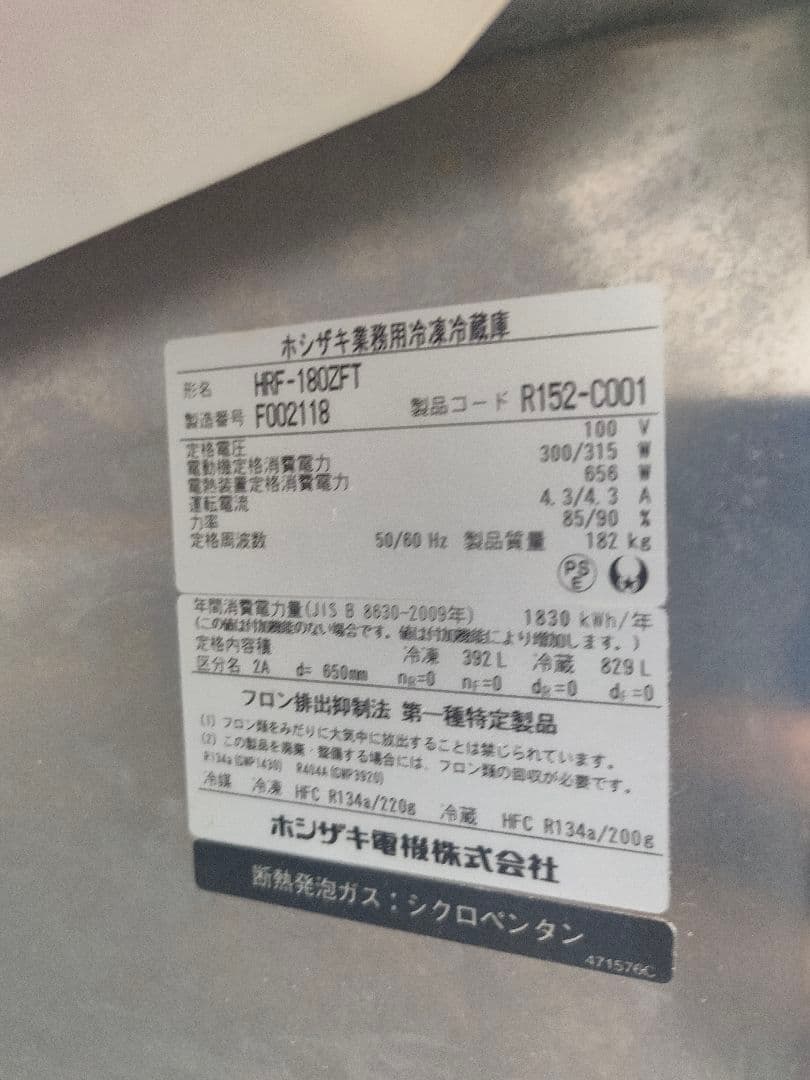 ホシザキ業務用冷凍冷蔵庫
形名 HRF-180ZFT
製造番号 F002118 製品コード R152-C001
定格電圧 100 V
電動機定格消費電力 300/315 W
電熱装置定格消費電力 656 W
運転電流 4.3/4.3 A
力率 85/90 %
定格周波数 50/60 Hz 製品質量 182 kg
PS E
年間消費電力量(JIS B 8630-2009年) 1830 kWh/年
(この値は付加機能のない場合です。値は付加機能により増加します。)
定格内容積 冷凍 392 L 冷蔵 829 L
区分名 2A d= 650mm nR=0 nF=0 dR=0 dF=0
フロン排出抑制法 第一種特定製品
(1) フロン類をみだりに大気中に放出することは禁じられています。
(2) この製品を廃棄・整備する場合には、フロン類の回収が必要です。
R134a(GWP1430) R404A(GWP3920)
冷媒 冷凍 HFC R134a/220g 冷蔵 HFC R134a/200g
ホシザキ電機株式会社
断熱発泡ガス：シクロペンタン
471576C